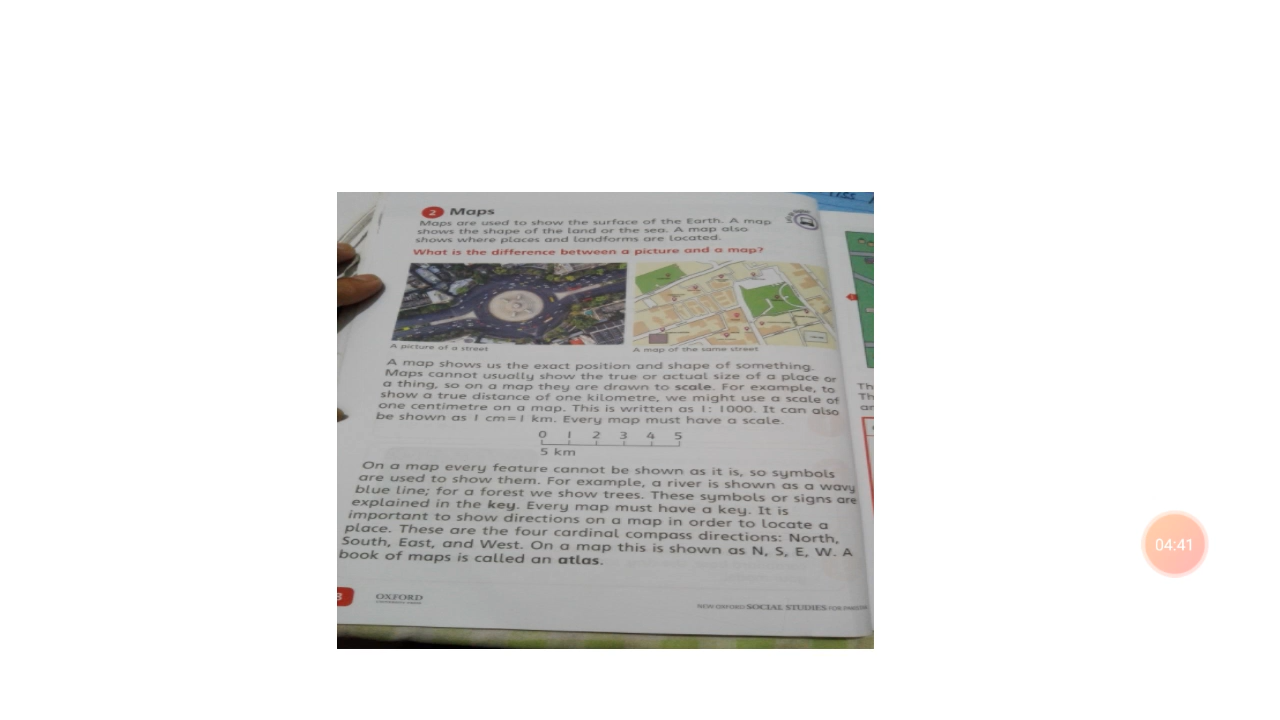 2 Maps
Maps are used to show the surface of the Earth. A map
shows the shape of the land or the sea. A map also
shows where places and landforms are located.
What is the difference between a picture and a map?
A picture of a street
A map of the same street
A map shows us the exact position and shape of something.
Maps cannot usually show the true or actual size of a place or
a thing, so on a map they are drawn to scale. For example, to
show a true distance of one kilometre, we might use a scale of
one centimetre on a map. This is written as 1: 1000. It can also
be shown as 1 cm=1 km. Every map must have a scale.
0 1 2 3 4 5
5 km
On a map every feature cannot be shown as it is, so symbols
are used to show them. For example, a river is shown as a wavy
blue line; for a forest we show trees. These symbols or signs are
explained in the key. Every map must have a key. It is
important to show directions on a map in order to locate a
place. These are the four cardinal compass directions: North,
South, East, and West. On a map this is shown as N, S, E, W. A
book of maps is called an atlas.
OXFORD
NEW OXFORD SOCIAL STUDIES FOR
Th
Th
ar
04:41